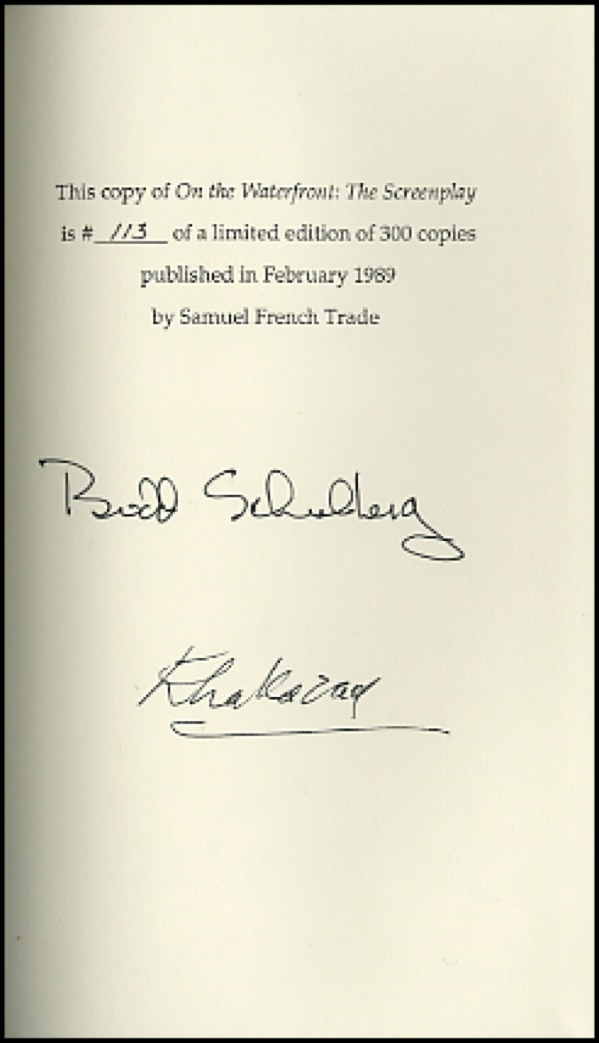 This copy of On the Waterfront: The Screenplay
is # 113 of a limited edition of 300 copies
published in February 1989
by Samuel French Trade
Budd Schulberg